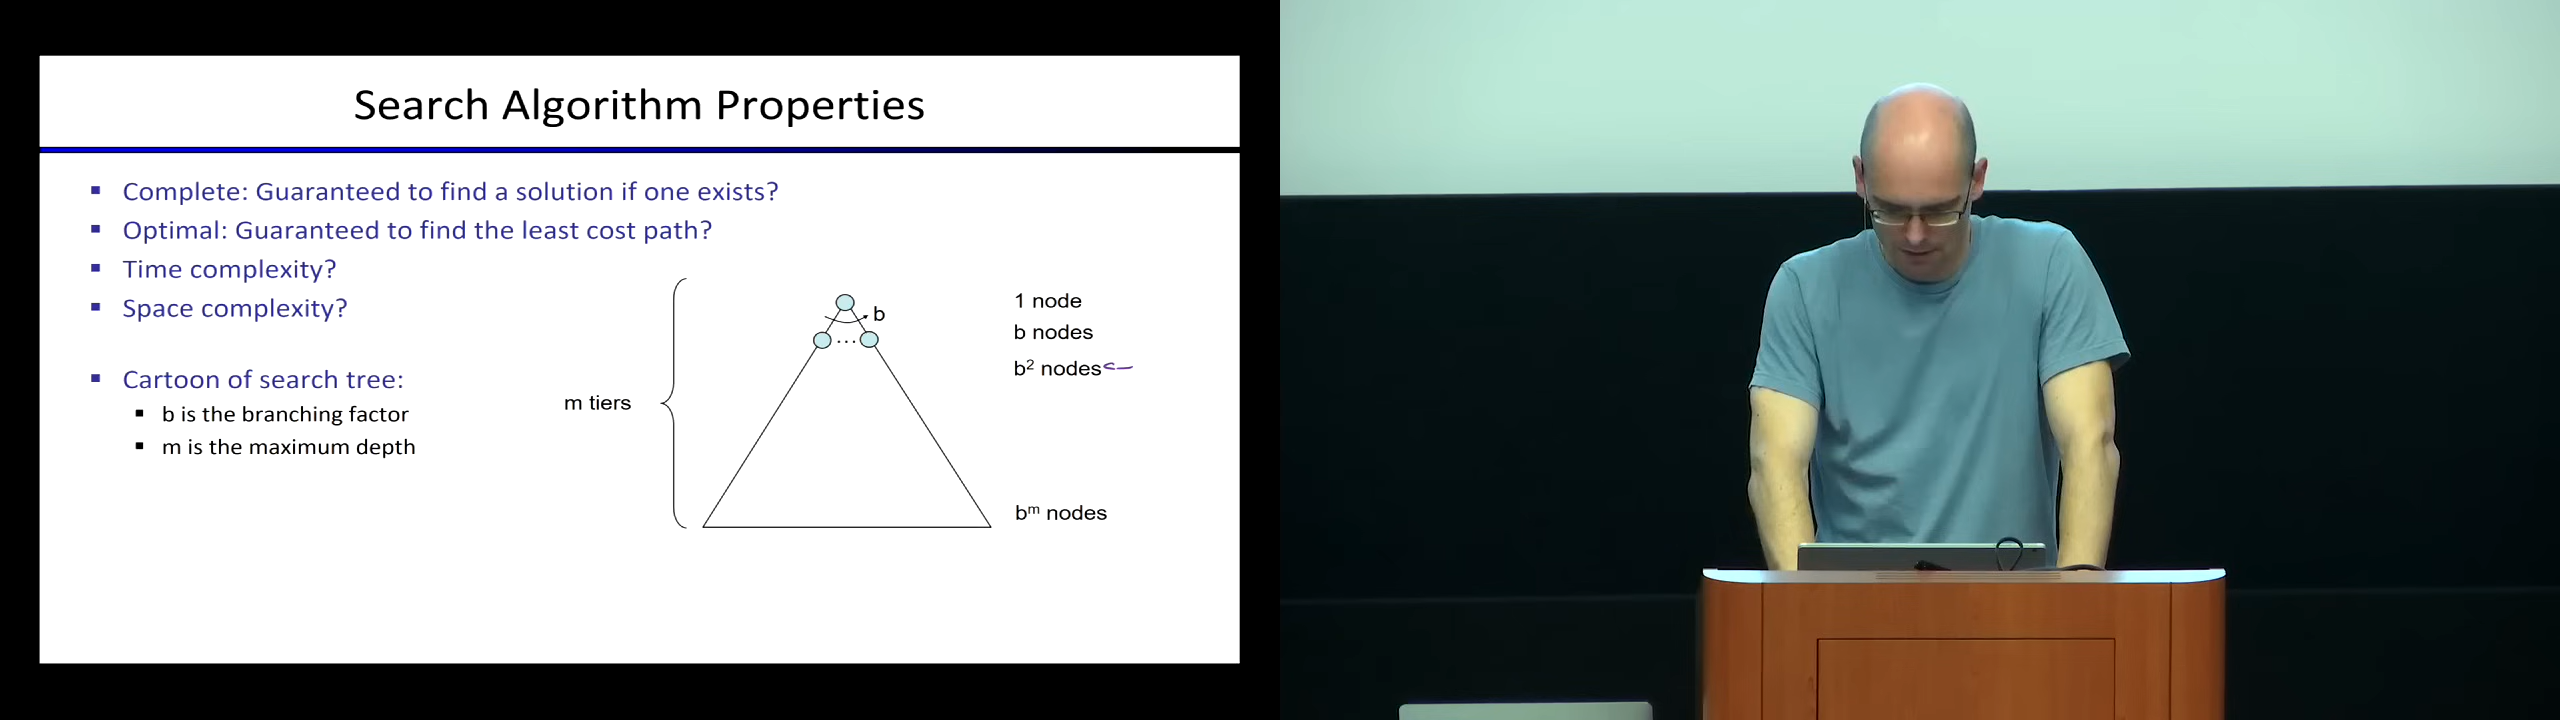 Search Algorithm Properties
Complete: Guaranteed to find a solution if one exists?
Optimal: Guaranteed to find the least cost path?
Time complexity?
Space complexity?
Cartoon of search tree:
b is the branching factor
m is the maximum depth
m tiers
b
...
1 node
b nodes
b² nodes
bᵐ nodes